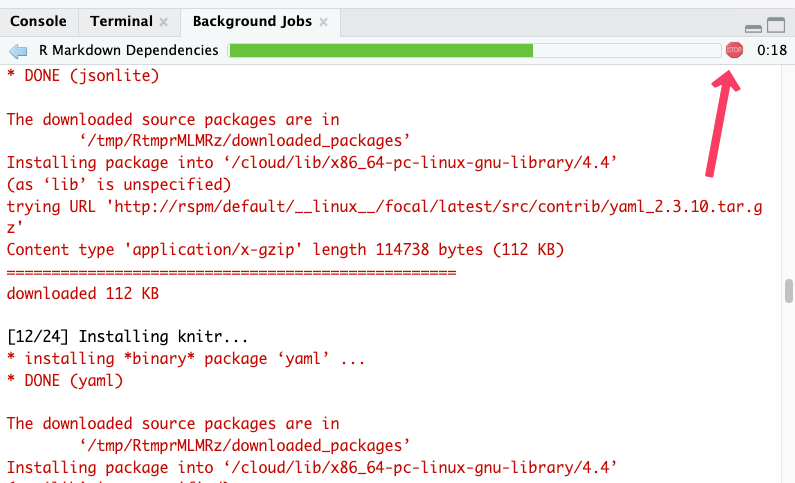 Console Terminal Background Jobs
R Markdown Dependencies STOP 0:18
* DONE (jsonlite)
The downloaded source packages are in
‘/tmp/RtmprMLMRz/downloaded_packages’
Installing package into ‘/cloud/lib/x86_64-pc-linux-gnu-library/4.4’
(as ‘lib’ is unspecified)
trying URL 'http://rspm/default/__linux__/focal/latest/src/contrib/yaml_2.3.10.tar.g
z'
Content type 'application/x-gzip' length 114738 bytes (112 KB)
==================================================
downloaded 112 KB
[12/24] Installing knitr...
* installing *binary* package ‘yaml’ ...
* DONE (yaml)
The downloaded source packages are in
‘/tmp/RtmprMLMRz/downloaded_packages’
Installing package into ‘/cloud/lib/x86_64-pc-linux-gnu-library/4.4’